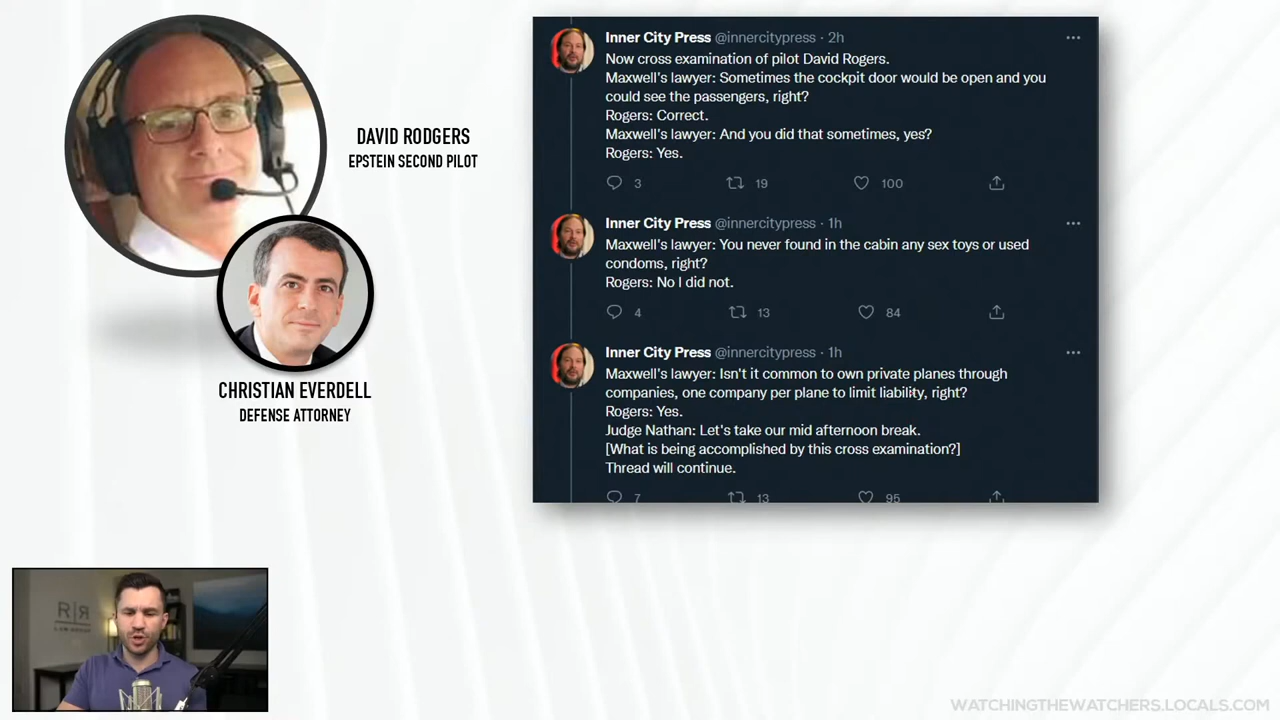 DAVID RODGERS
EPSTEIN SECOND PILOT
CHRISTIAN EVERDELL
DEFENSE ATTORNEY
Inner City Press @innercitypress · 2h
Now cross examination of pilot David Rogers.
Maxwell's lawyer: Sometimes the cockpit door would be open and you
could see the passengers, right?
Rogers: Correct.
Maxwell's lawyer: And you did that sometimes, yes?
Rogers: Yes.
3 19 100
Inner City Press @innercitypress · 1h
Maxwell's lawyer: You never found in the cabin any sex toys or used
condoms, right?
Rogers: No I did not.
4 13 84
Inner City Press @innercitypress · 1h
Maxwell's lawyer: Isn't it common to own private planes through
companies, one company per plane to limit liability, right?
Rogers: Yes.
Judge Nathan: Let's take our mid afternoon break.
[What is being accomplished by this cross examination?]
Thread will continue.
7 13 95
R|R
LAW GROUP
WATCHINGTHEWATCHERS.LOCALS.COM